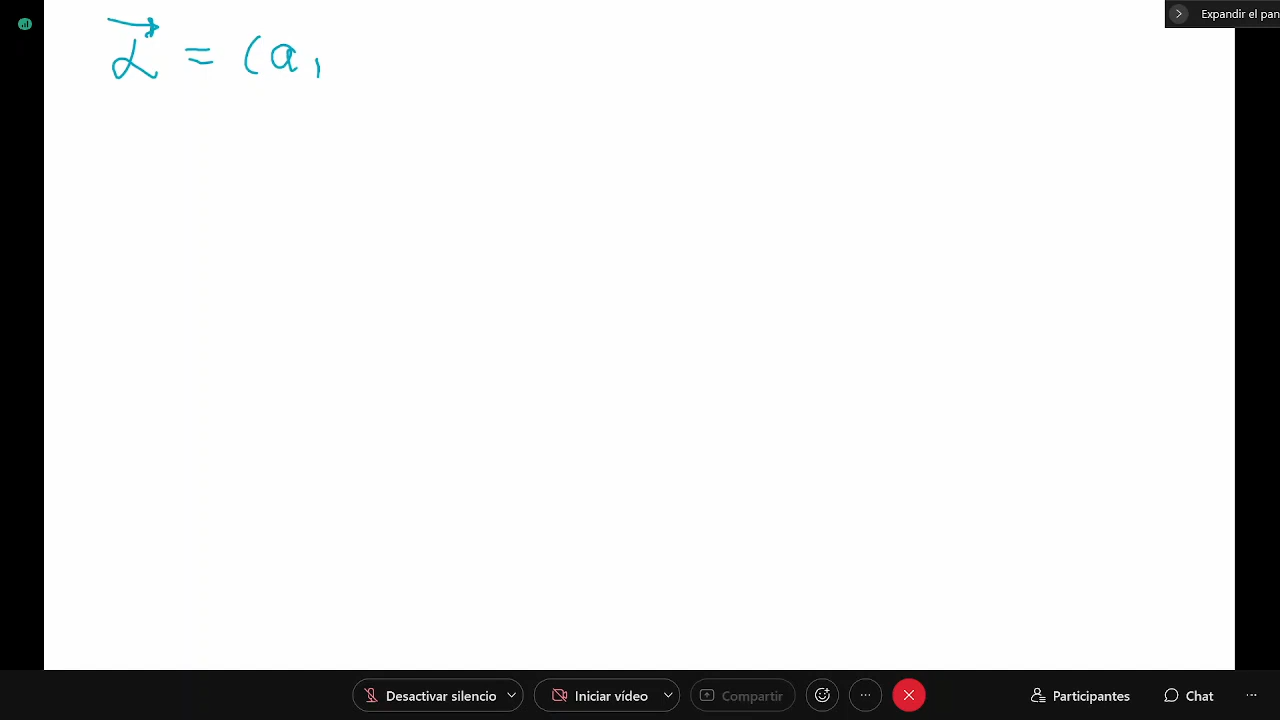 Expandir el pan
α⃗ = (a,
Desactivar silencio
Iniciar vídeo
Compartir
Participantes
Chat